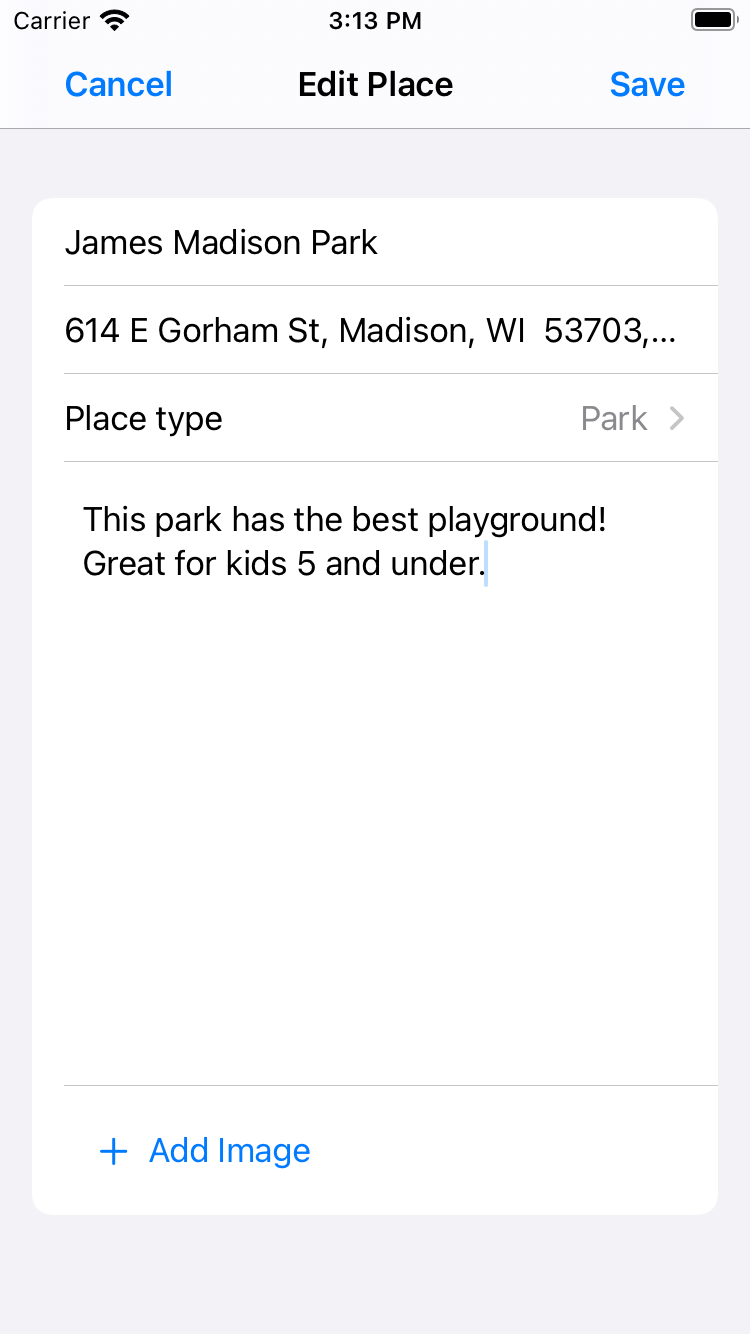 Carrier 3:13 PM
Cancel Edit Place Save
James Madison Park
614 E Gorham St, Madison, WI  53703,...
Place type Park
This park has the best playground!
Great for kids 5 and under.
+ Add Image